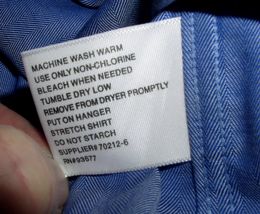 MACHINE WASH WARM
USE ONLY NON-CHLORINE
BLEACH WHEN NEEDED
TUMBLE DRY LOW
REMOVE FROM DRYER PROMPTLY
PUT ON HANGER
STRETCH SHIRT
DO NOT STARCH
SUPPLIER# 70212-6
RN# 93677